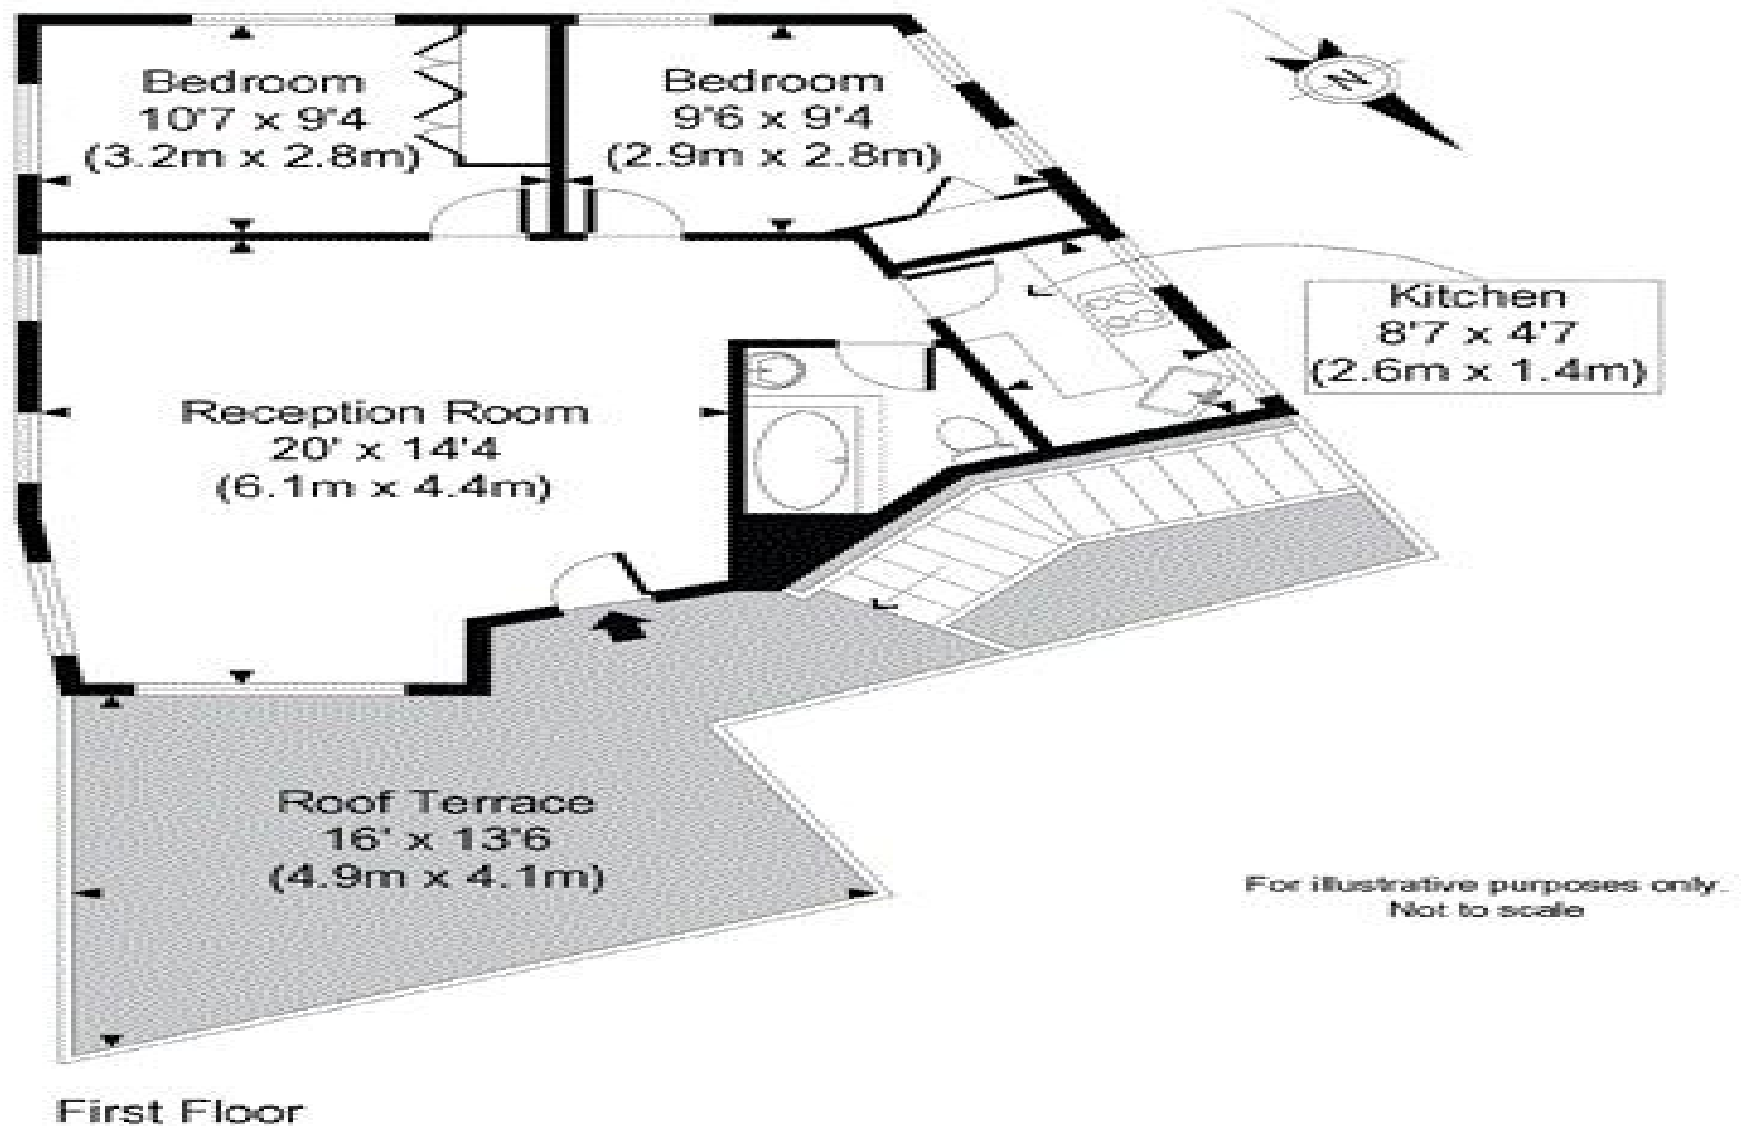 Bedroom
10'7 x 9'4
(3.2m x 2.8m)
Bedroom
9'6 x 9'4
(2.9m x 2.8m)
N
Kitchen
8'7 x 4'7
(2.6m x 1.4m)
Reception Room
20' x 14'4
(6.1m x 4.4m)
Roof Terrace
16' x 13'6
(4.9m x 4.1m)
For illustrative purposes only.
Not to scale
First Floor